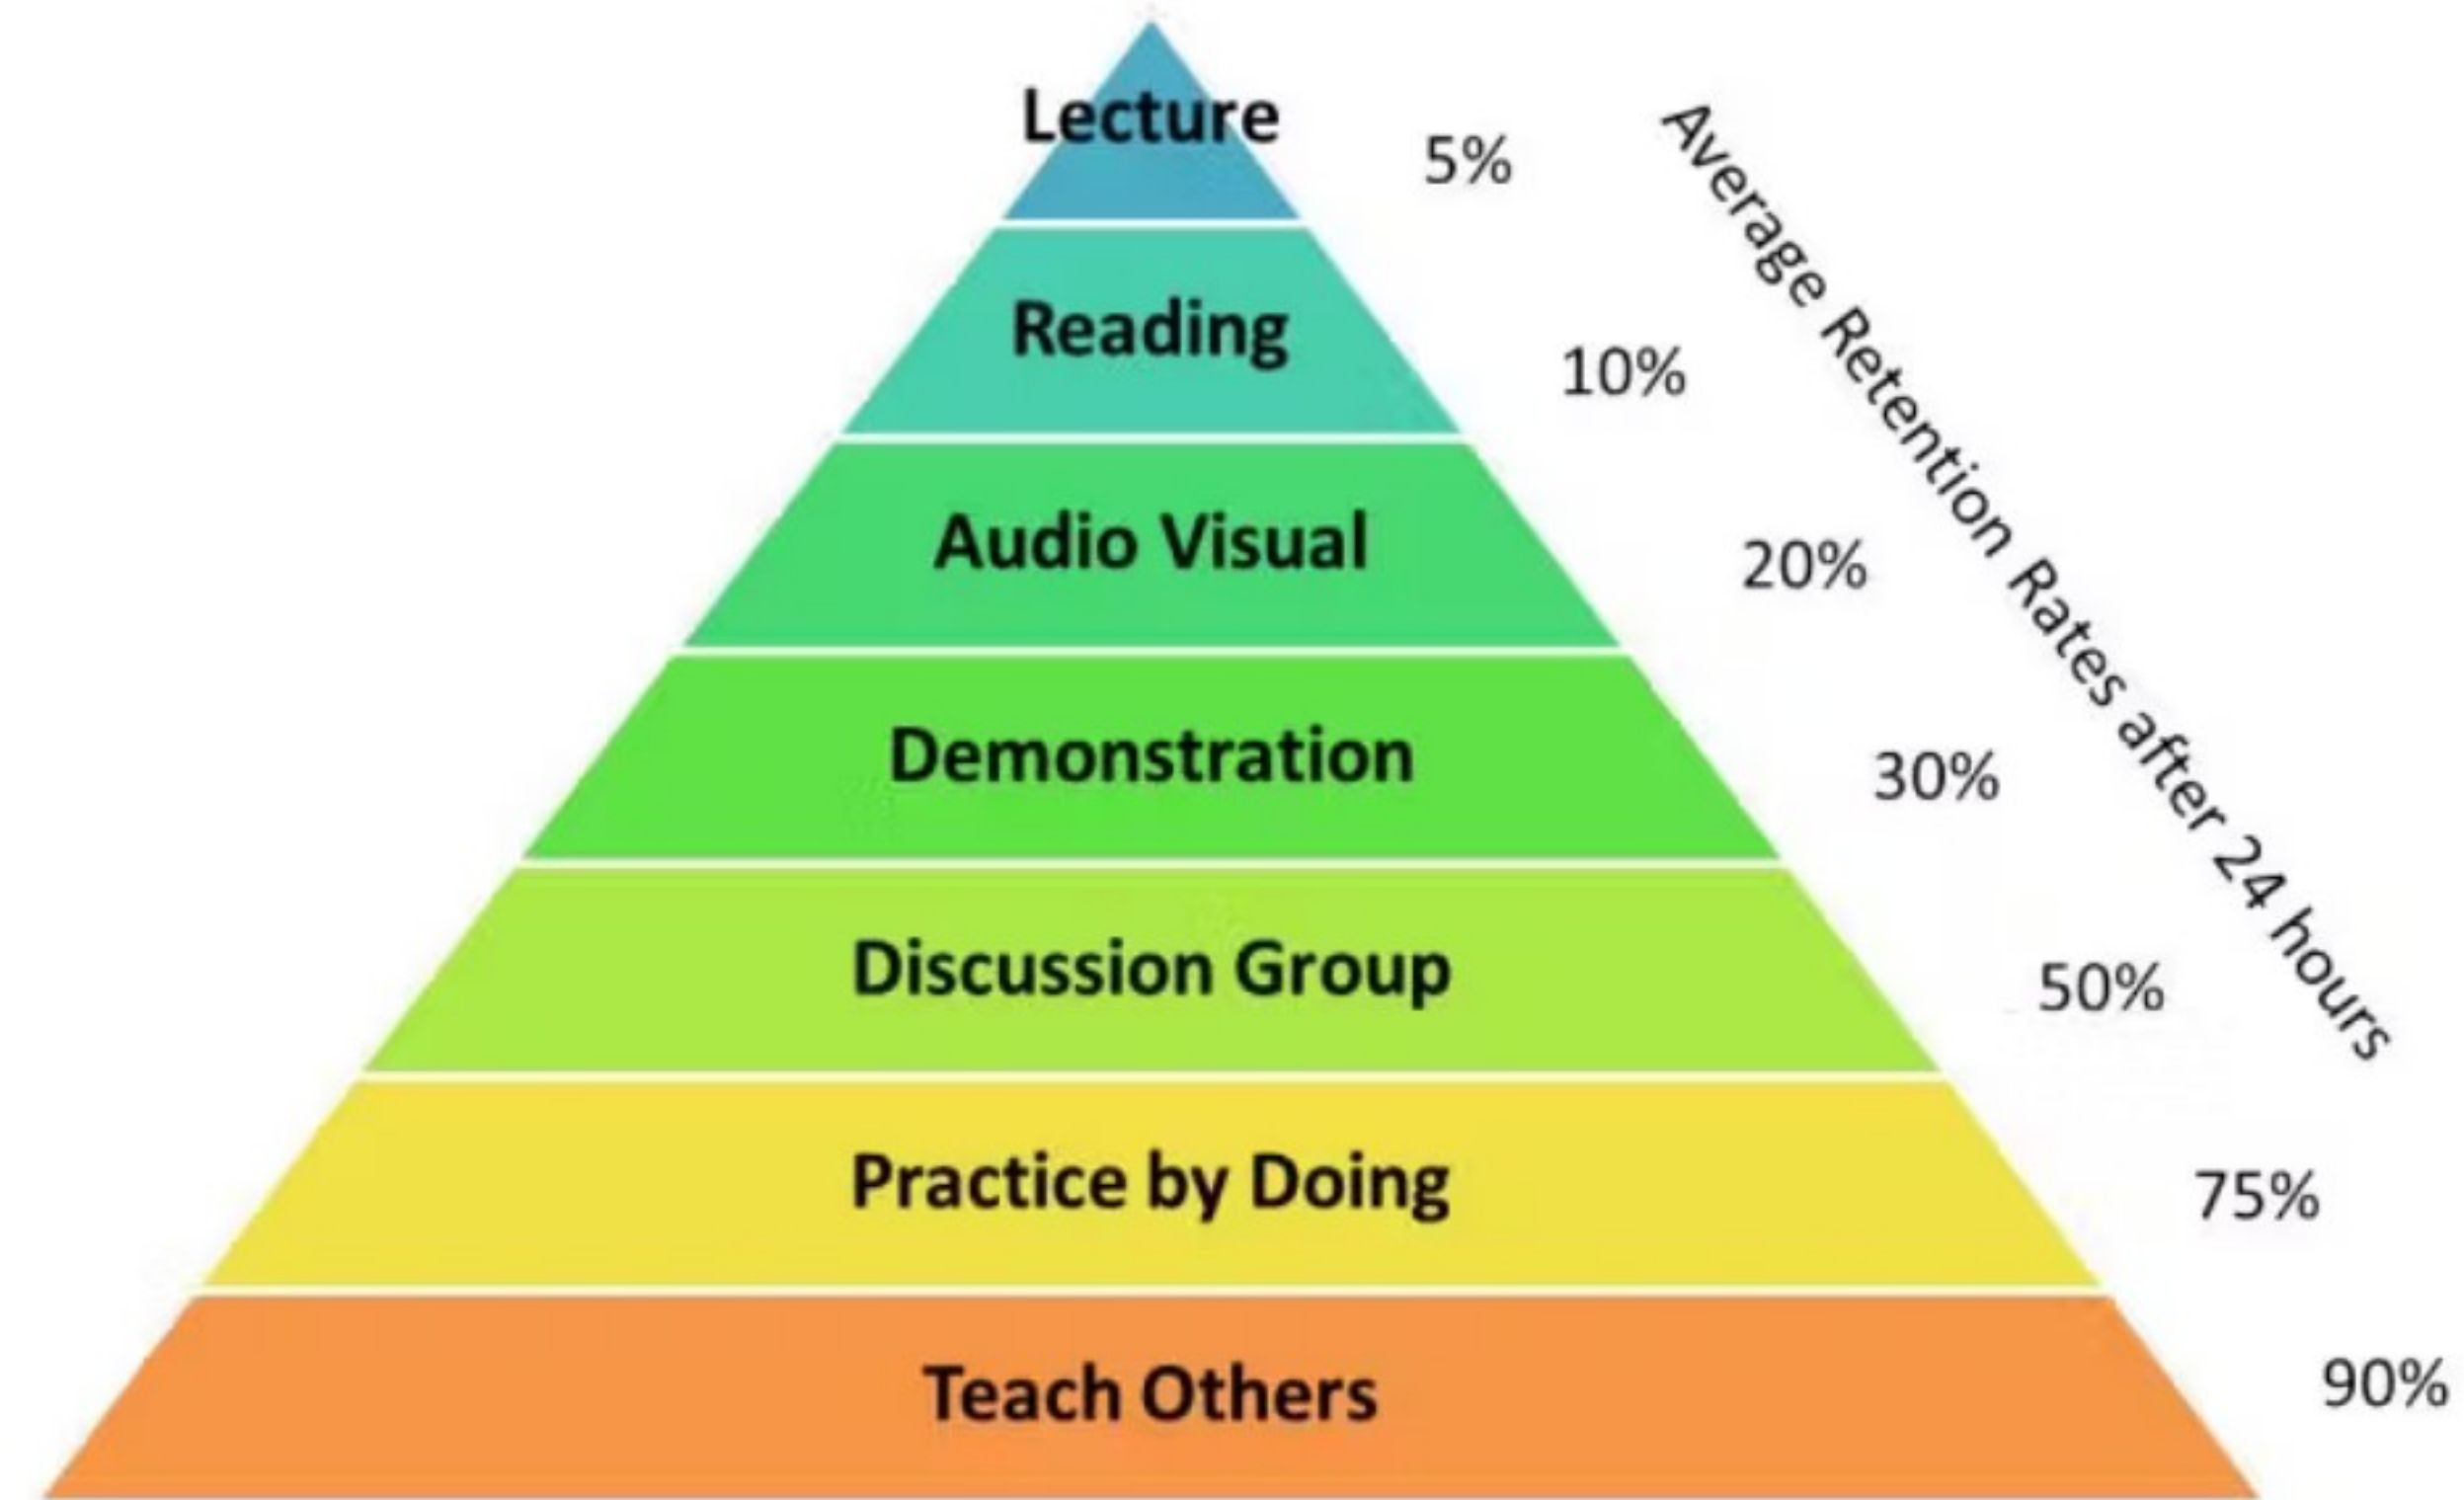 Lecture
5%
Average Retention Rates after 24 hours
Reading
10%
Audio Visual
20%
Demonstration
30%
Discussion Group
50%
Practice by Doing
75%
Teach Others
90%